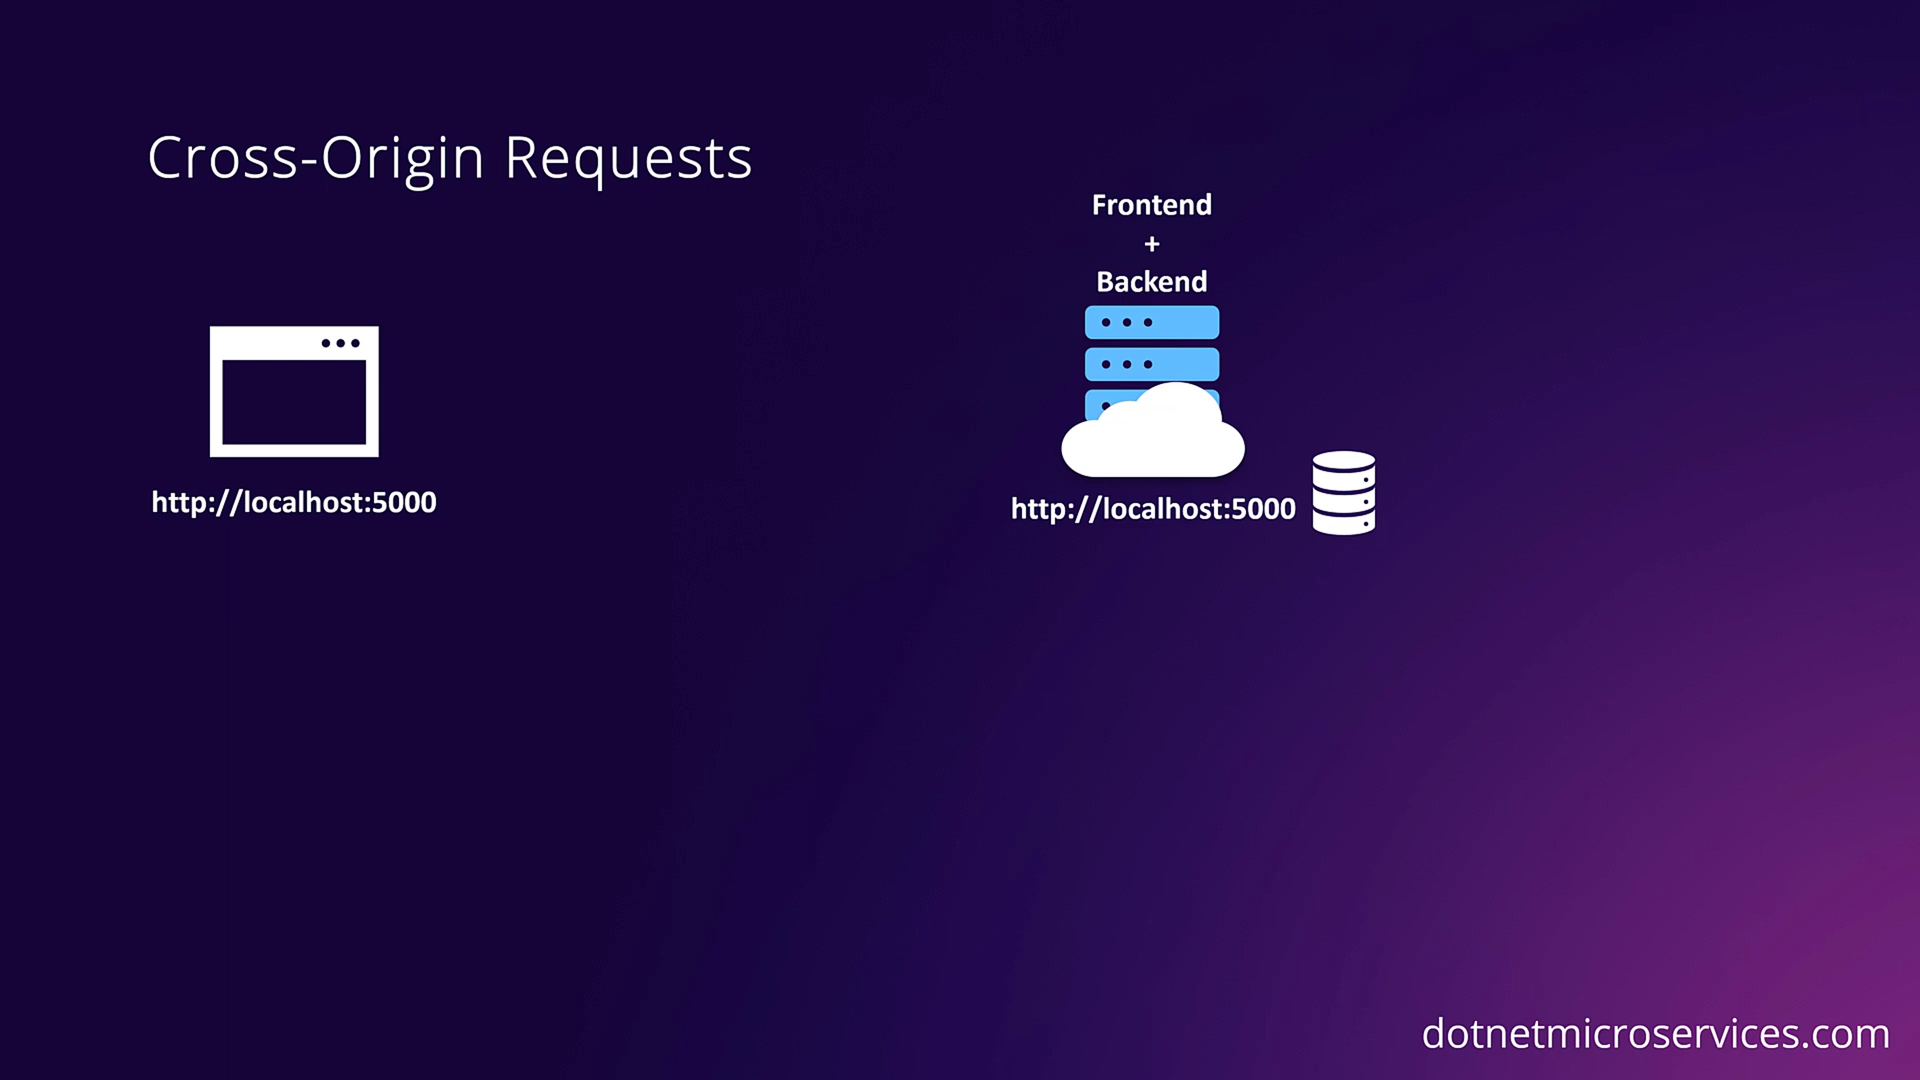 Cross-Origin Requests
Frontend
+
Backend
http://localhost:5000
http://localhost:5000
dotnetmicroservices.com